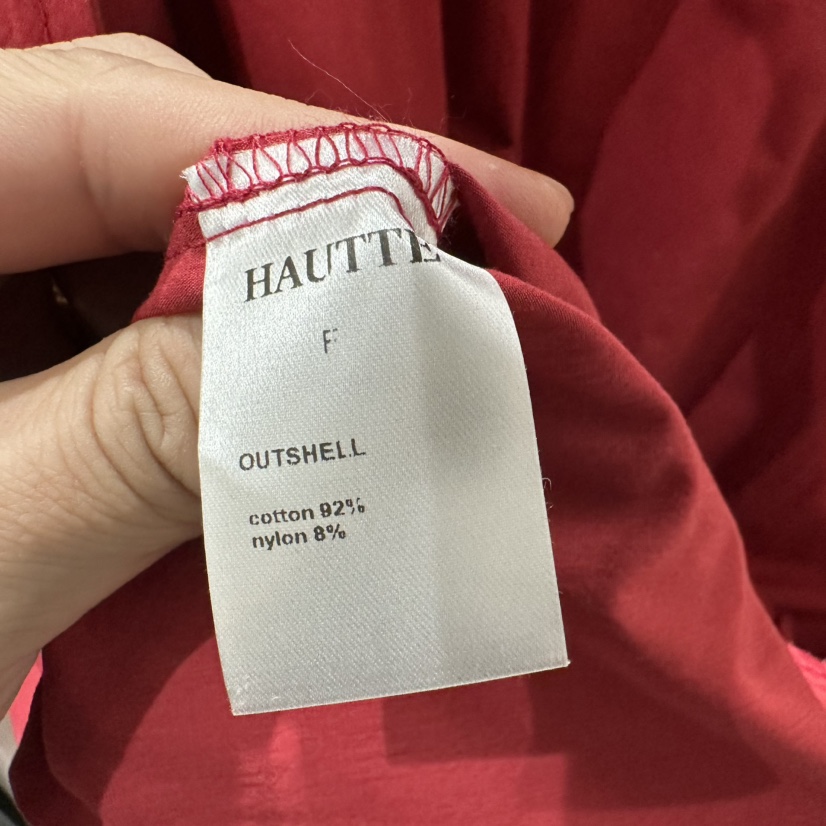 HAUTTE
F
OUTSHELL
cotton 92%
nylon 8%